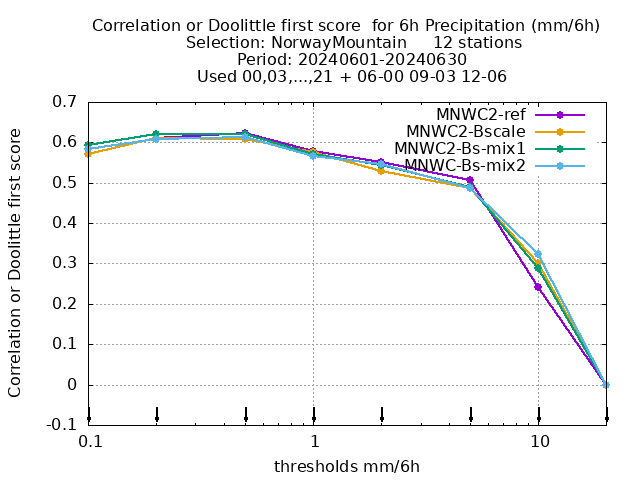 Correlation or Doolittle first score  for 6h Precipitation (mm/6h)
Selection: NorwayMountain     12 stations
Period: 20240601-20240630
Used 00,03,...,21 + 06-00 09-03 12-06
Correlation or Doolittle first score
0.7
0.6
0.5
0.4
0.3
0.2
0.1
0
-0.1
MNWC2-ref
MNWC2-Bscale
MNWC2-Bs-mix1
MNWC-Bs-mix2
0.1 1 10
thresholds mm/6h